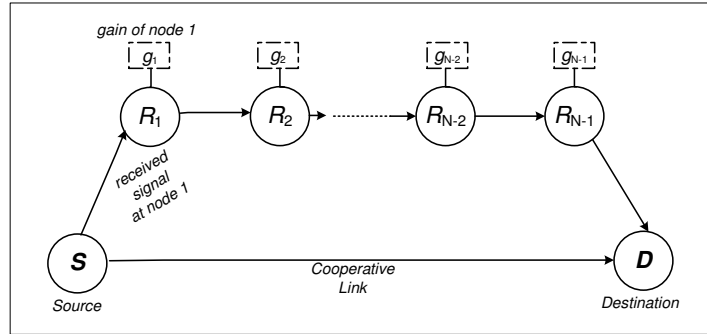 gain of node 1
g1
g2
gN-2
gN-1
R1
R2
RN-2
RN-1
received
signal
at node 1
S
D
Cooperative
Link
Source
Destination